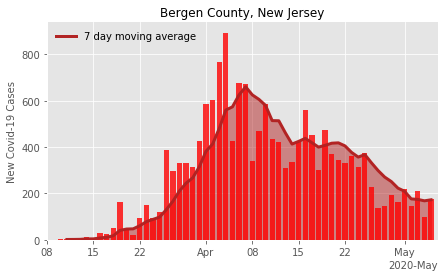 Bergen County, New Jersey
7 day moving average
New Covid-19 Cases
800
600
400
200
0
08 15 22 Apr 08 15 22 May
2020-May